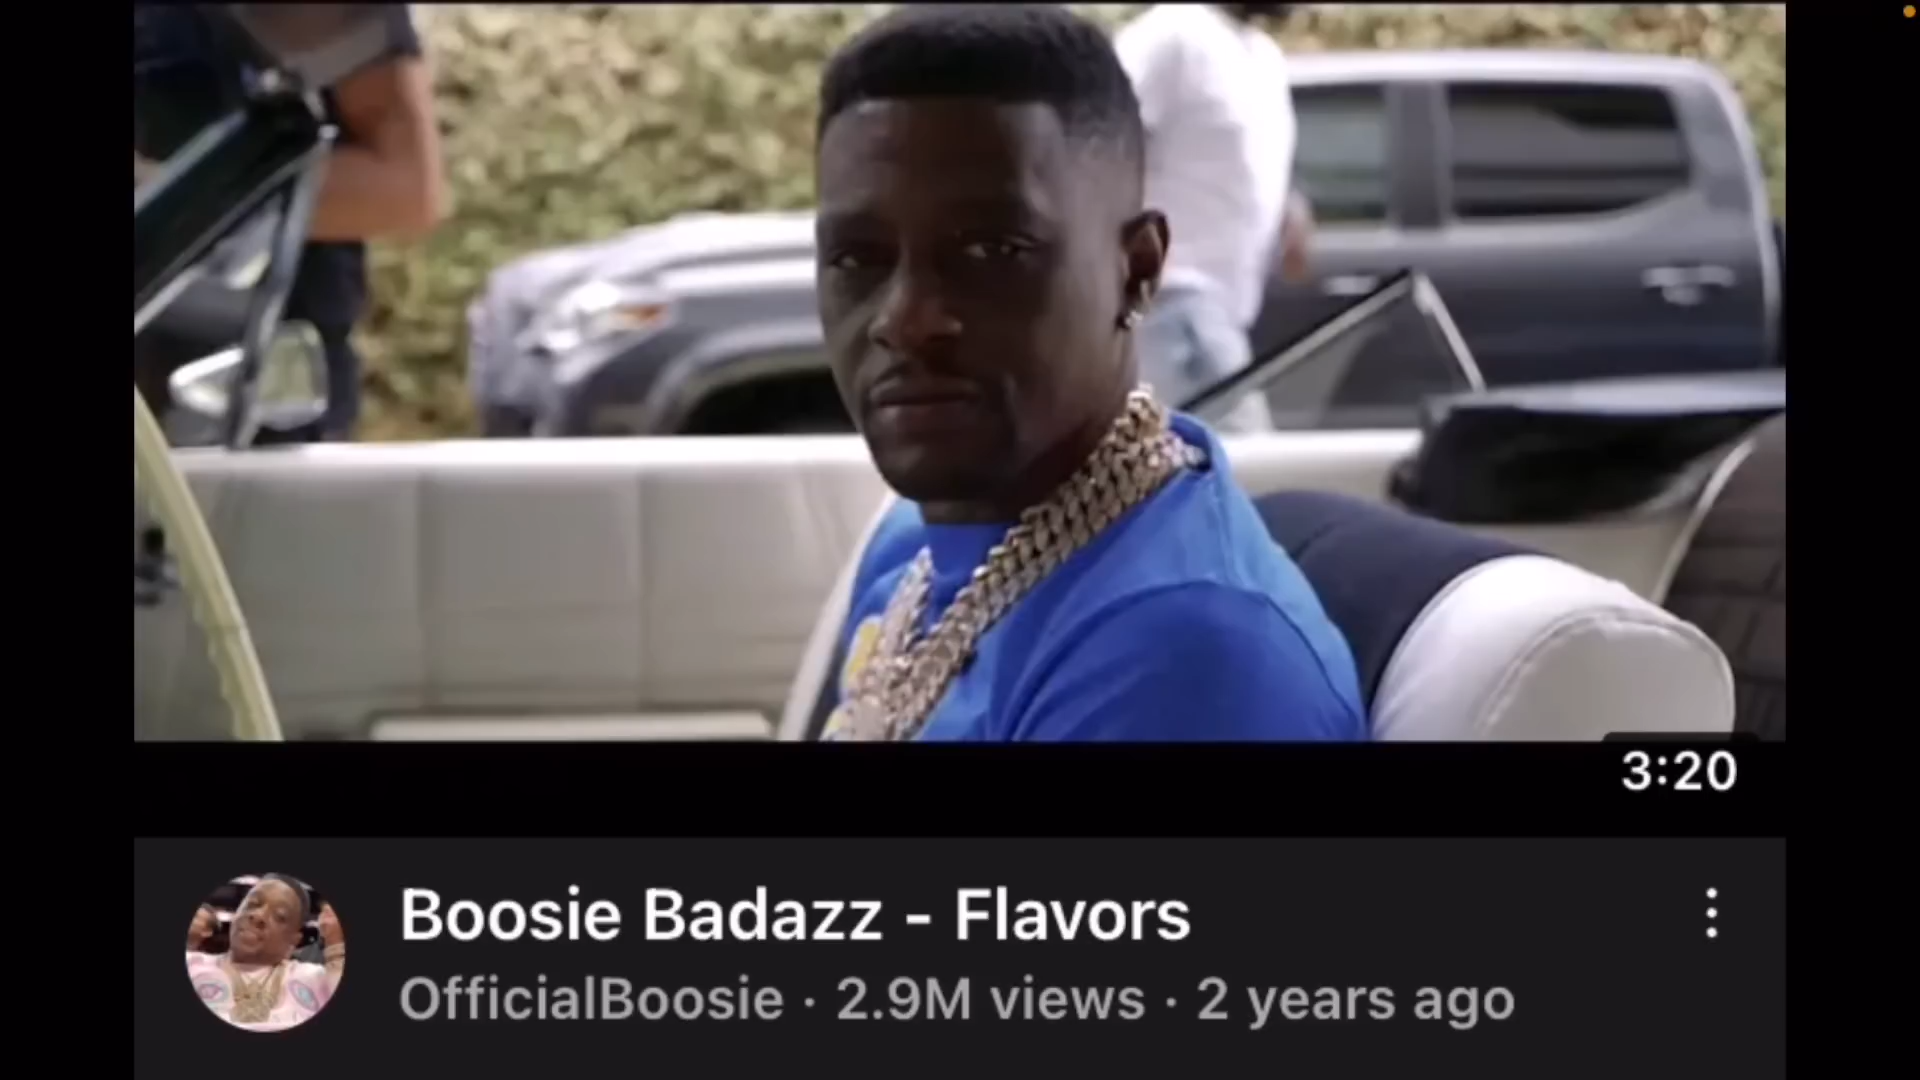 3:20
Boosie Badazz - Flavors
OfficialBoosie · 2.9M views · 2 years ago